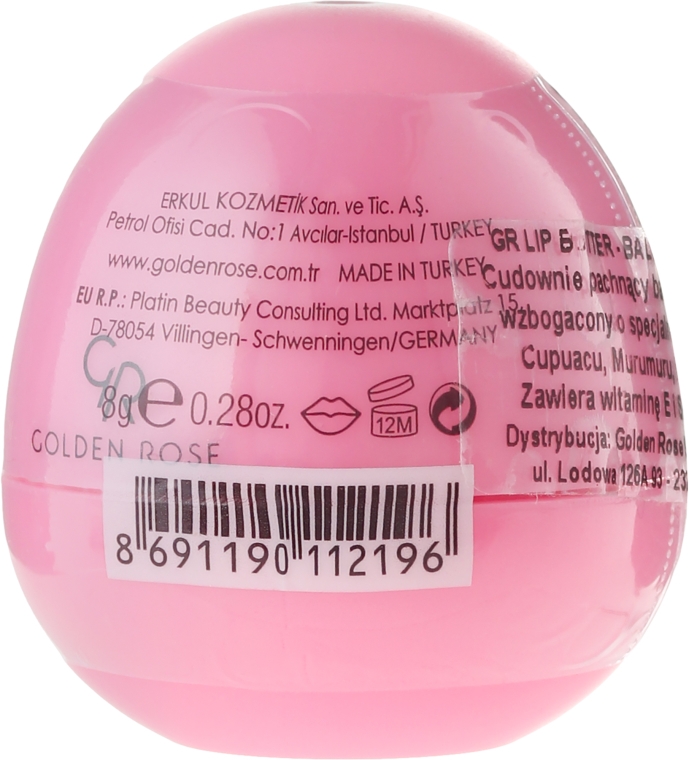 ERKUL KOZMETİK San. ve Tic. A.Ş.
Petrol Ofisi Cad. No:1 Avcılar-Istanbul / TURKEY
www.goldenrose.com.tr MADE IN TURKEY
EU R.P.: Platin Beauty Consulting Ltd. Marktplatz 15,
D-78054 Villingen- Schwenningen/GERMANY
GR
8g e 0.28oz. 12M
GOLDEN ROSE
8 691190 112196
GR LIP
Cudownie pachnący
wzbogacony o
Cupuacu, Murumuru,
Zawiera witaminę E i
Dystrybucja: Golden Rose
ul. Lodowa 126A 93 - 23